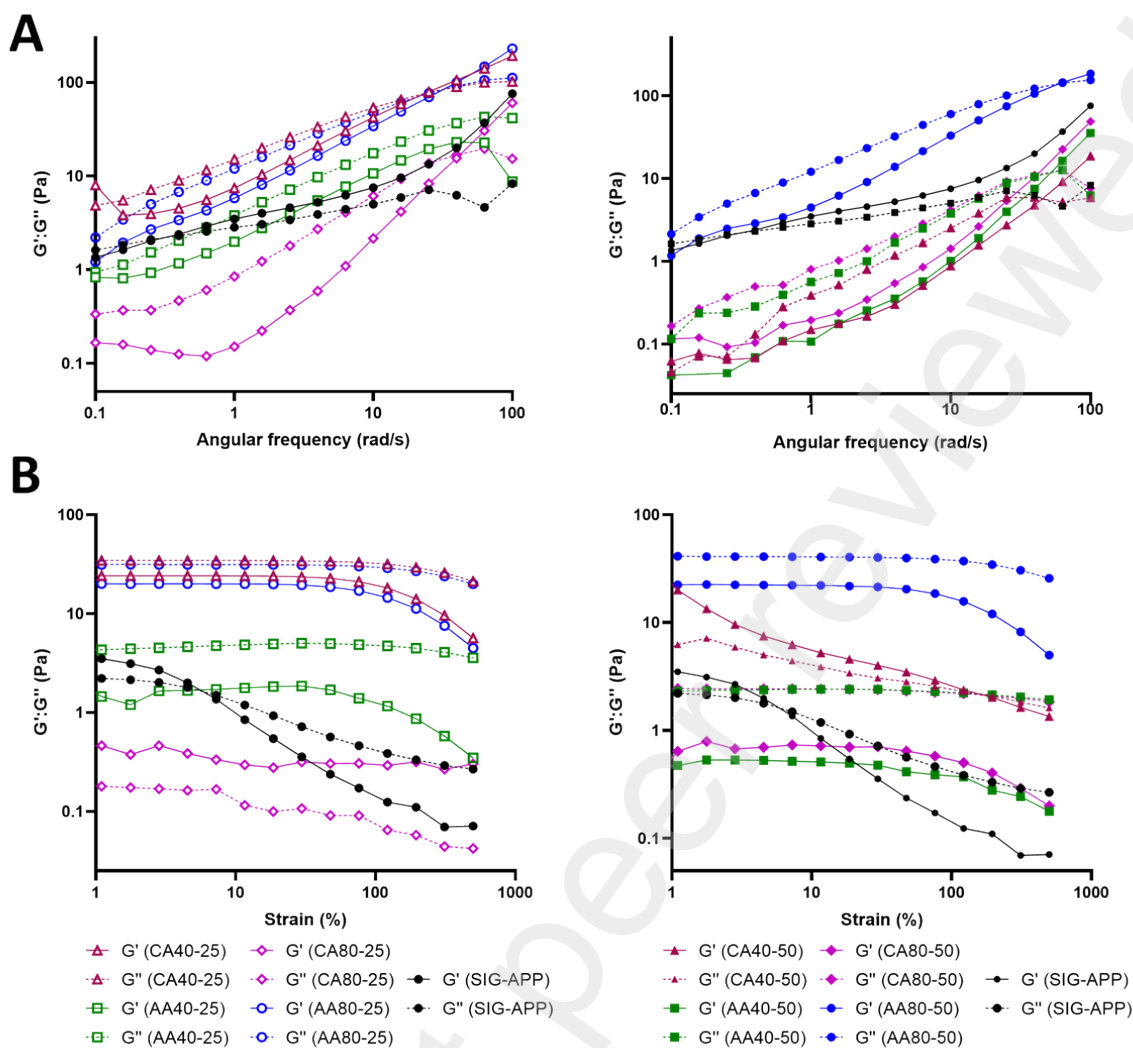 A
100
10
1
0.1
G':G'' (Pa)
0.1
1
10
100
Angular frequency (rad/s)
100
10
1
0.1
G':G'' (Pa)
0.1
1
10
100
Angular frequency (rad/s)
B
100
10
1
0.1
G':G'' (Pa)
1
10
100
1000
Strain (%)
100
10
1
0.1
G':G'' (Pa)
1
10
100
1000
Strain (%)
G' (CA40-25) G' (CA80-25)
G'' (CA40-25) G'' (CA80-25) G' (SIG-APP)
G' (AA40-25) G' (AA80-25) G'' (SIG-APP)
G'' (AA40-25) G'' (AA80-25)
G' (CA40-50) G' (CA80-50)
G'' (CA40-50) G'' (CA80-50) G' (SIG-APP)
G' (AA40-50) G' (AA80-50) G'' (SIG-APP)
G'' (AA40-50) G'' (AA80-50)
t peer reviewe